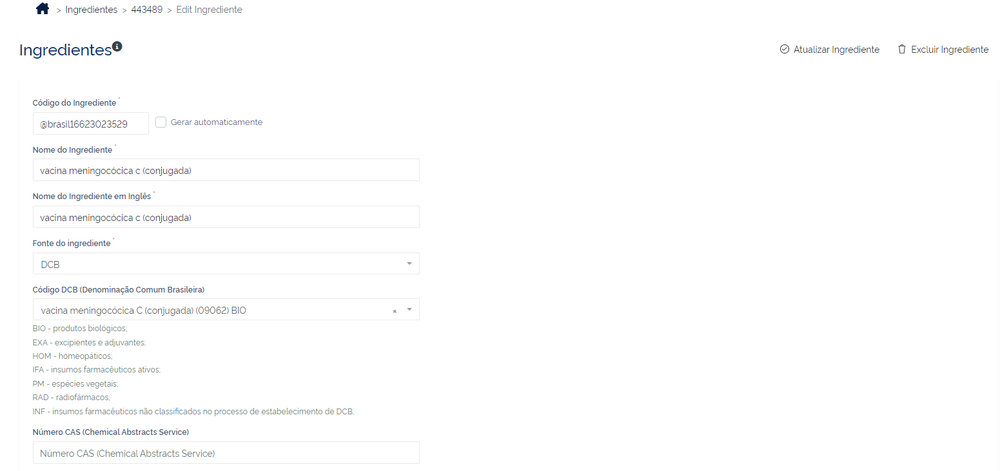 > Ingredientes > 443489 > Edit Ingrediente
Ingredientes
Atualizar Ingrediente Excluir Ingrediente
Código do Ingrediente *
@brasil16623023529 Gerar automaticamente
Nome do Ingrediente *
vacina meningocócica c (conjugada)
Nome do Ingrediente em Inglês *
vacina meningocócica c (conjugada)
Fonte do ingrediente *
DCB
Código DCB (Denominação Comum Brasileira)
vacina meningocócica C (conjugada) (09062) BIO ×
BIO - produtos biológicos;
EXA - excipientes e adjuvantes;
HOM - homeopáticos;
IFA - insumos farmacêuticos ativos;
PM - espécies vegetais;
RAD - radiofármacos;
INF - insumos farmacêuticos não classificados no processo de estabelecimento de DCB;
Número CAS (Chemical Abstracts Service)
Número CAS (Chemical Abstracts Service)